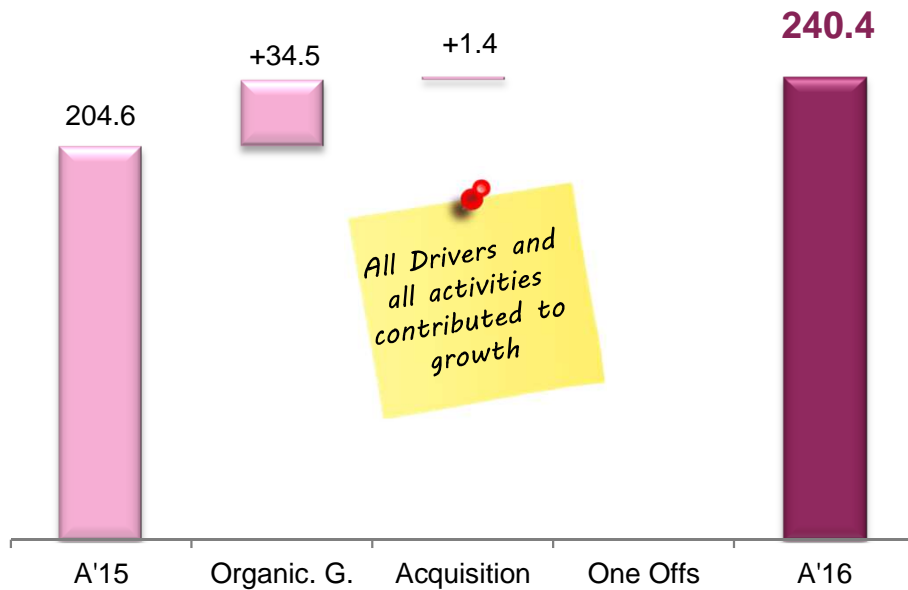 240.4
+34.5
+1.4
204.6
All Drivers and
all activities
contributed to
growth
A'15
Organic. G.
Acquisition
One Offs
A'16